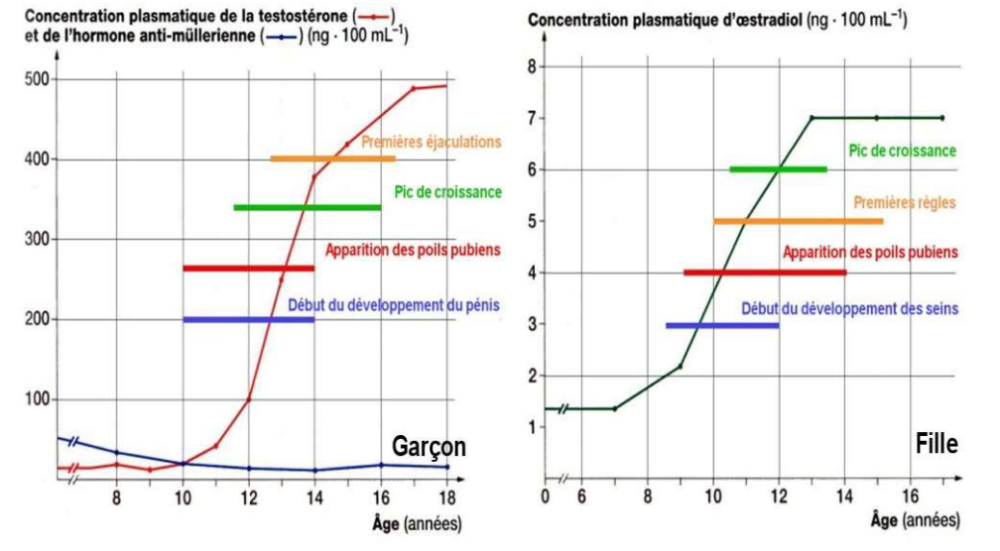 Concentration plasmatique de la testostérone ( )
et de l'hormone anti-müllerienne ( ) (ng · 100 mL⁻¹)
500
400
300
200
100
Premières éjaculations
Pic de croissance
Apparition des poils pubiens
Début du développement du pénis
Garçon
8 10 12 14 16 18
Âge (années)
Concentration plasmatique d'œstradiol (ng · 100 mL⁻¹)
8
7
6
5
4
3
2
1
Pic de croissance
Premières règles
Apparition des poils pubiens
Début du développement des seins
Fille
0 6 8 10 12 14 16
Âge (années)